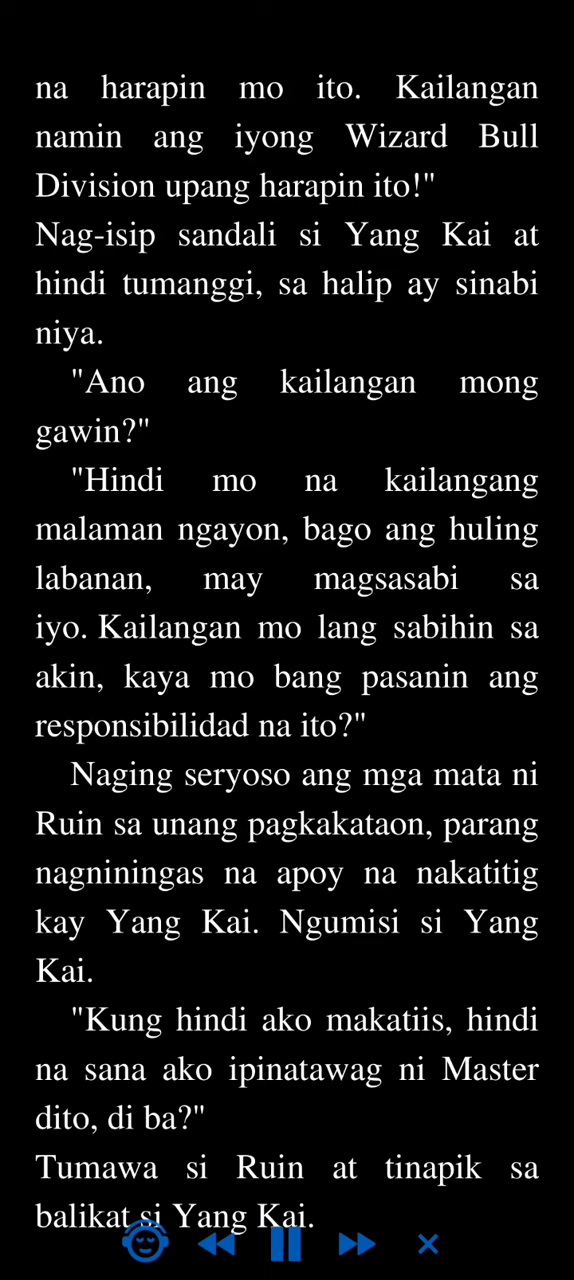 na harapin mo ito. Kailangan
namin ang iyong Wizard Bull
Division upang harapin ito!"
Nag-isip sandali si Yang Kai at
hindi tumanggi, sa halip ay sinabi
niya.
"Ano ang kailangan mong
gawin?"
"Hindi mo na kailangang
malaman ngayon, bago ang huling
labanan, may magsasabi sa
iyo. Kailangan mo lang sabihin sa
akin, kaya mo bang pasanin ang
responsibilidad na ito?"
Naging seryoso ang mga mata ni
Ruin sa unang pagkakataon, parang
nagniningas na apoy na nakatitig
kay Yang Kai. Ngumisi si Yang
Kai.
"Kung hindi ako makatiis, hindi
na sana ako ipinatawag ni Master
dito, di ba?"
Tumawa si Ruin at tinapik sa
balikat si Yang Kai.